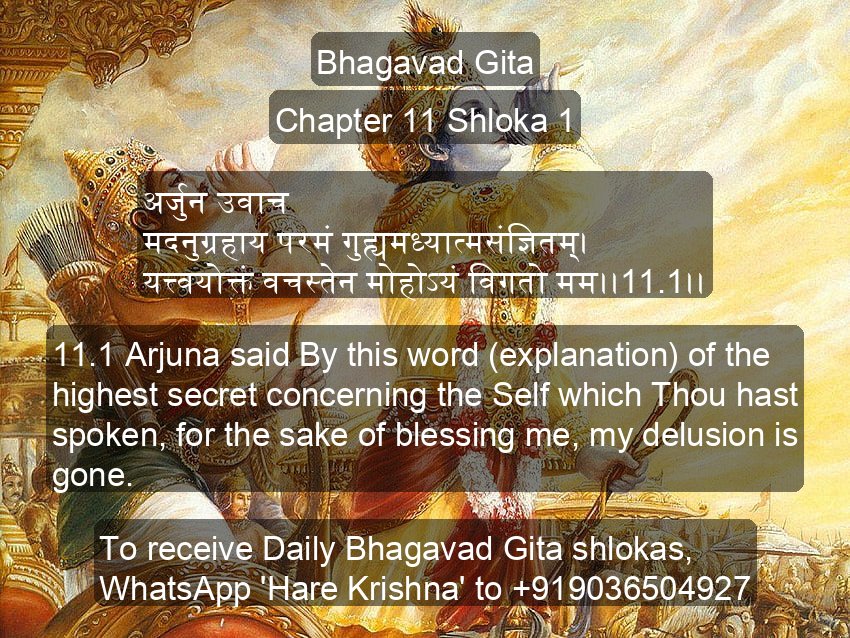 Bhagavad Gita
Chapter 11 Shloka 1
अर्जुन उवाच
मदनुग्रहाय परमं गुह्यमध्यात्मसंज्ञितम्।
यत्त्वयोक्तं वचस्तेन मोहोऽयं विगतो मम।।11.1।।
11.1 Arjuna said By this word (explanation) of the
highest secret concerning the Self which Thou hast
spoken, for the sake of blessing me, my delusion is
gone.
To receive Daily Bhagavad Gita shlokas,
WhatsApp 'Hare Krishna' to +919036504927